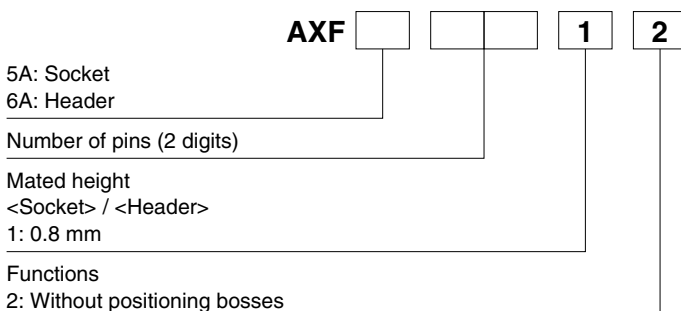 AXF 1 2
5A: Socket
6A: Header
Number of pins (2 digits)
Mated height
<Socket> / <Header>
1: 0.8 mm
Functions
2: Without positioning bosses